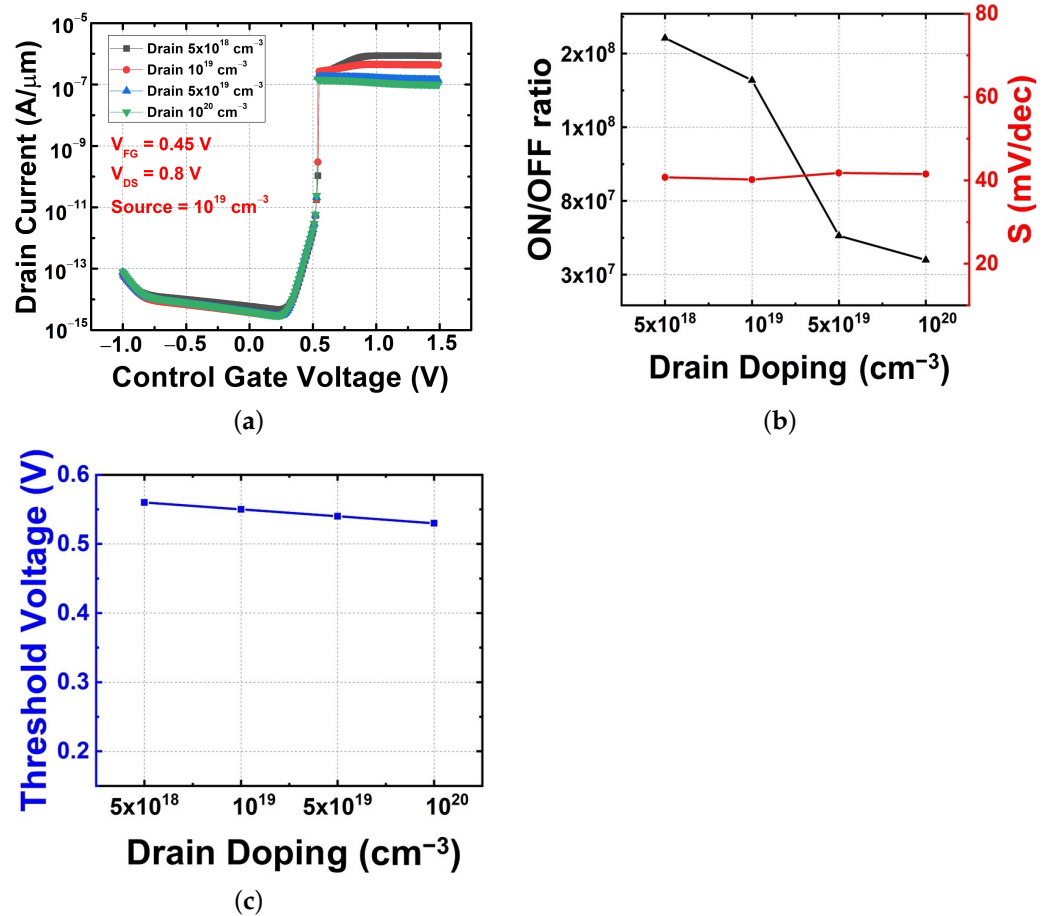 Drain Current (A/μm)
10⁻⁵
10⁻⁷
10⁻⁹
10⁻¹¹
10⁻¹³
10⁻¹⁵
Drain 5x10¹⁸ cm⁻³
Drain 10¹⁹ cm⁻³
Drain 5x10¹⁹ cm⁻³
Drain 10²⁰ cm⁻³
V_FG = 0.45 V
V_DS = 0.8 V
Source = 10¹⁹ cm⁻³
−1.0 −0.5 0.0 0.5 1.0 1.5
Control Gate Voltage (V)
(a)
ON/OFF ratio
2x10⁸
1x10⁸
8x10⁷
3x10⁷
80
60
40
20
S (mV/dec)
5x10¹⁸ 10¹⁹ 5x10¹⁹ 10²⁰
Drain Doping (cm⁻³)
(b)
Threshold Voltage (V)
0.6
0.5
0.4
0.3
0.2
5x10¹⁸ 10¹⁹ 5x10¹⁹ 10²⁰
Drain Doping (cm⁻³)
(c)